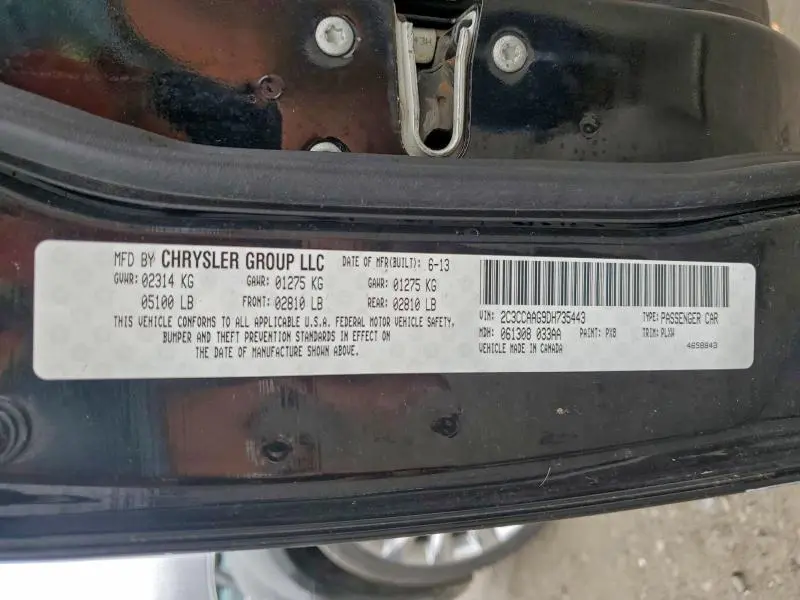 MFD BY CHRYSLER GROUP LLC DATE OF MFR(BUILT): 6-13
GVWR: 02314 KG GAWR: 01275 KG GAWR: 01275 KG
05100 LB FRONT: 02810 LB REAR: 02810 LB
THIS VEHICLE CONFORMS TO ALL APPLICABLE U.S.A. FEDERAL MOTOR VEHICLE SAFETY,
BUMPER AND THEFT PREVENTION STANDARDS IN EFFECT ON
THE DATE OF MANUFACTURE SHOWN ABOVE.
VIN: 2C3CCAAG9DH735443 TYPE: PASSENGER CAR
MDH: 061308 033AA PAINT: PX8 TRIM: PLXW
VEHICLE MADE IN CANADA 4658843